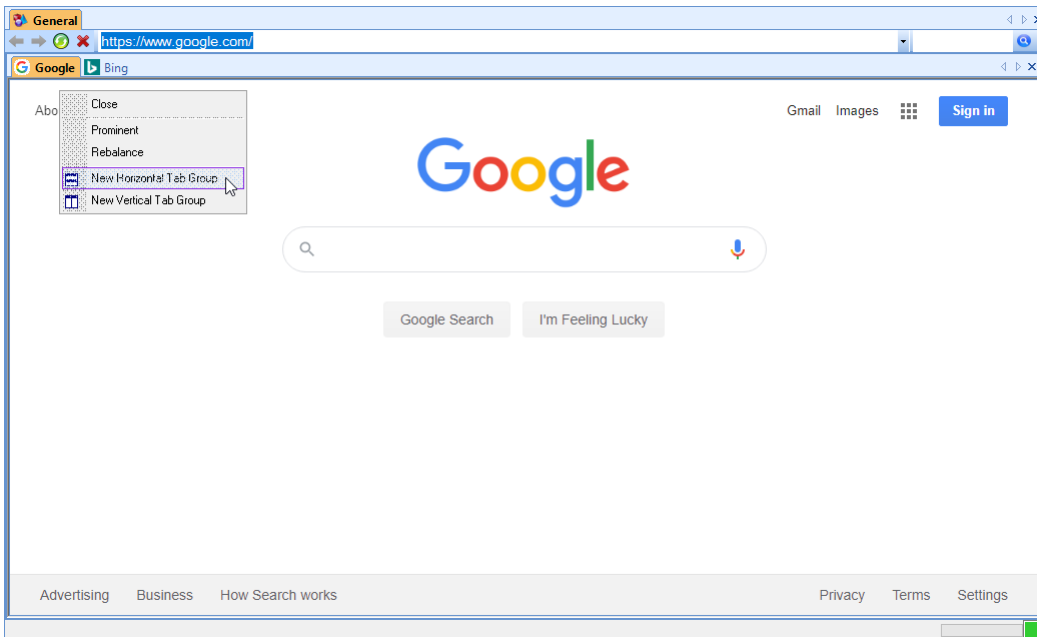 General
https://www.google.com/
Google Bing
Abo Gmail Images Sign in
Close
Prominent
Rebalance
New Horizontal Tab Group
New Vertical Tab Group
Google
Google Search I'm Feeling Lucky
Advertising Business How Search works Privacy Terms Settings